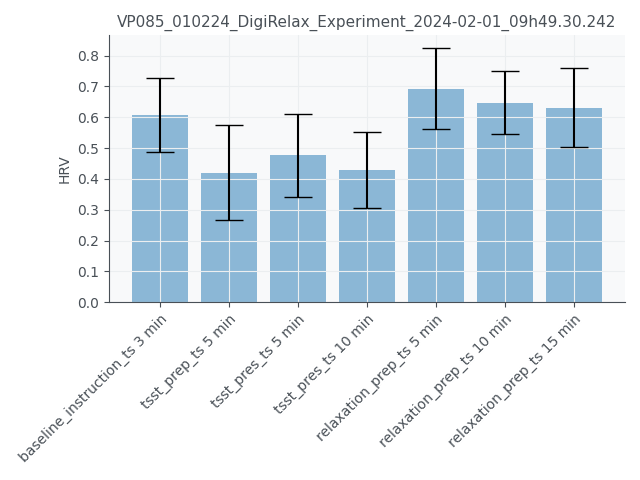 VP085_010224_DigiRelax_Experiment_2024-02-01_09h49.30.242
HRV
0.8
0.7
0.6
0.5
0.4
0.3
0.2
0.1
0.0
baseline_instruction_ts 3 min
tsst_prep_ts 5 min
tsst_pres_ts 5 min
tsst_pres_ts 10 min
relaxation_prep_ts 5 min
relaxation_prep_ts 10 min
relaxation_prep_ts 15 min